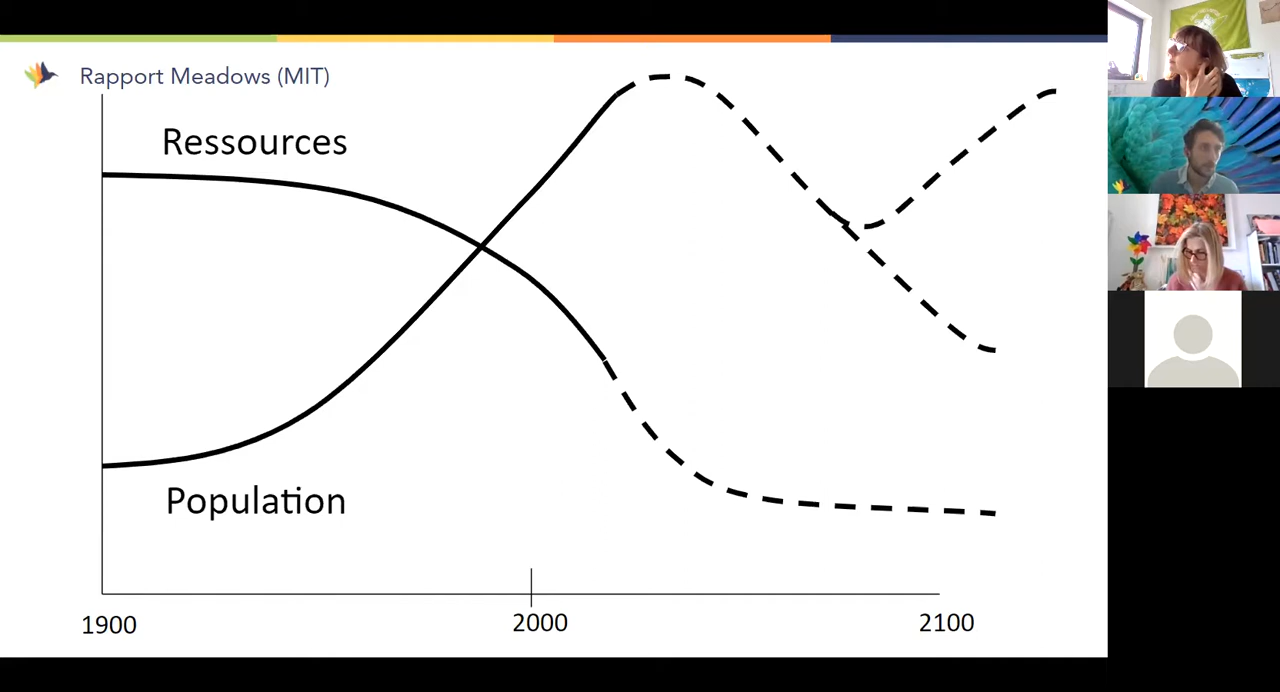 Rapport Meadows (MIT)
Ressources
Population
1900
2000
2100